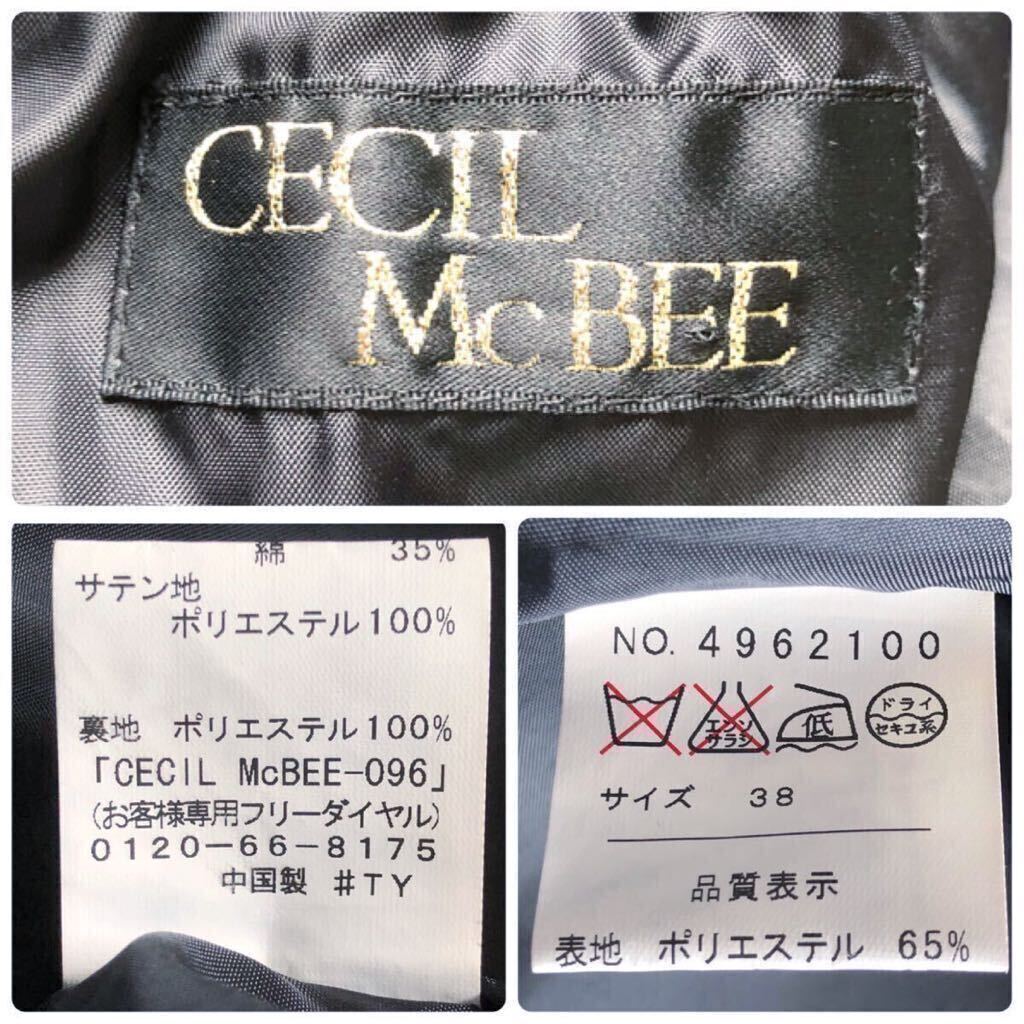 CECIL
McBEE
綿 35%
サテン地
ポリエステル100%
裏地 ポリエステル100%
「CECIL McBEE-096」
(お客様専用フリーダイヤル)
0120-66-8175
中国製 #TY
NO. 4962100
エンソ
サラシ
低
ドライ
セキユ系
サイズ 38
品質表示
表地 ポリエステル 65%